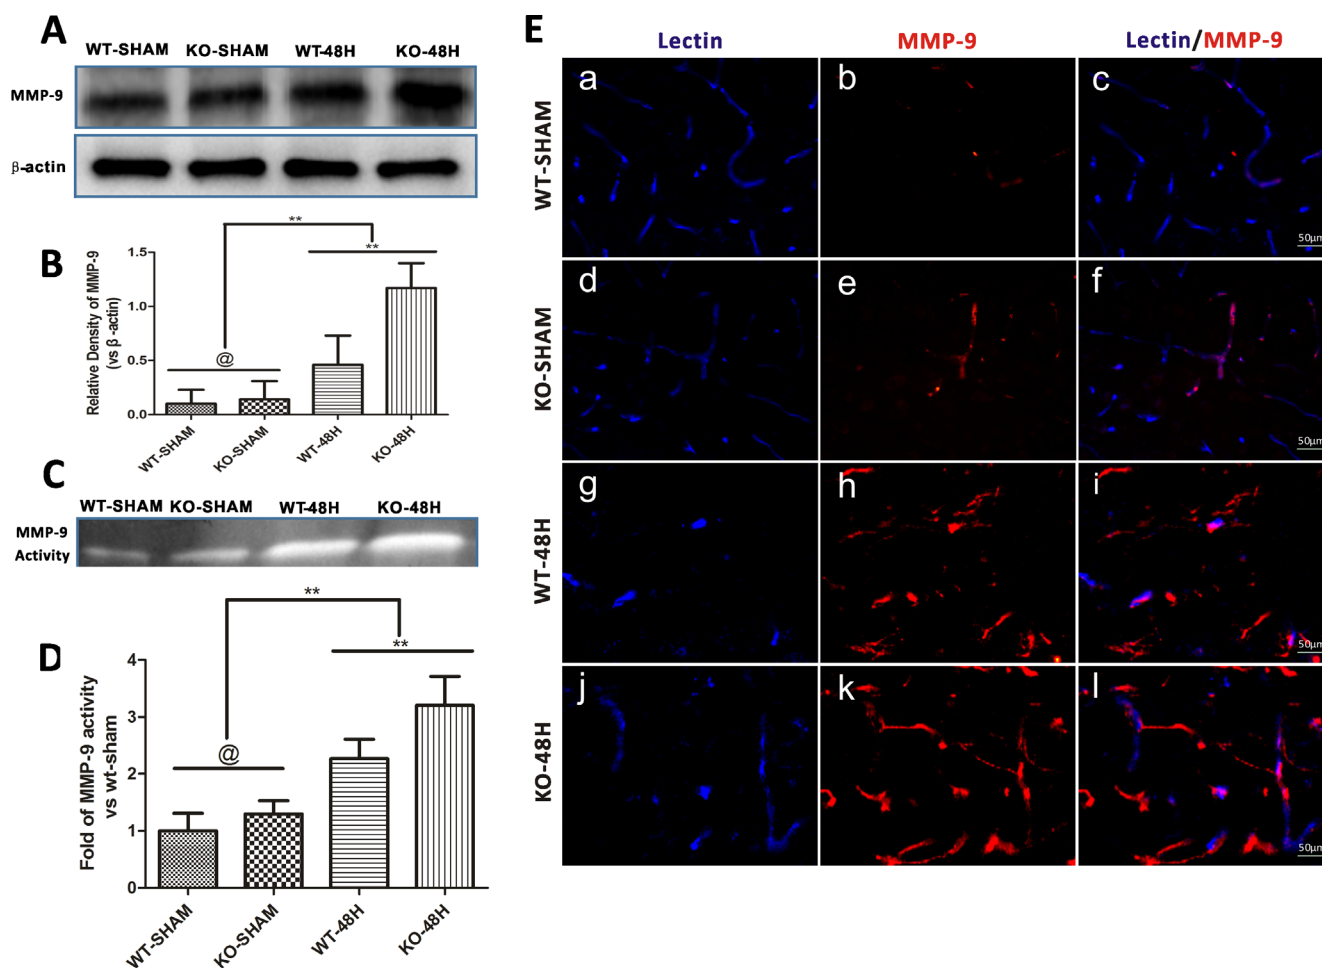 A
WT-SHAM KO-SHAM WT-48H KO-48H
MMP-9
β-actin
B
Relative Density of MMP-9
(vs β-actin)
1.5
1.0
0.5
0.0
**
**
@
WT-SHAM
KO-SHAM
WT-48H
KO-48H
C
WT-SHAM KO-SHAM WT-48H KO-48H
MMP-9
Activity
D
Fold of MMP-9 activity
vs wt-sham
4
3
2
1
0
**
**
@
WT-SHAM
KO-SHAM
WT-48H
KO-48H
E
Lectin MMP-9 Lectin/MMP-9
WT-SHAM
a b c
50μm
KO-SHAM
d e f
50μm
WT-48H
g h i
50μm
KO-48H
j k l
50μm